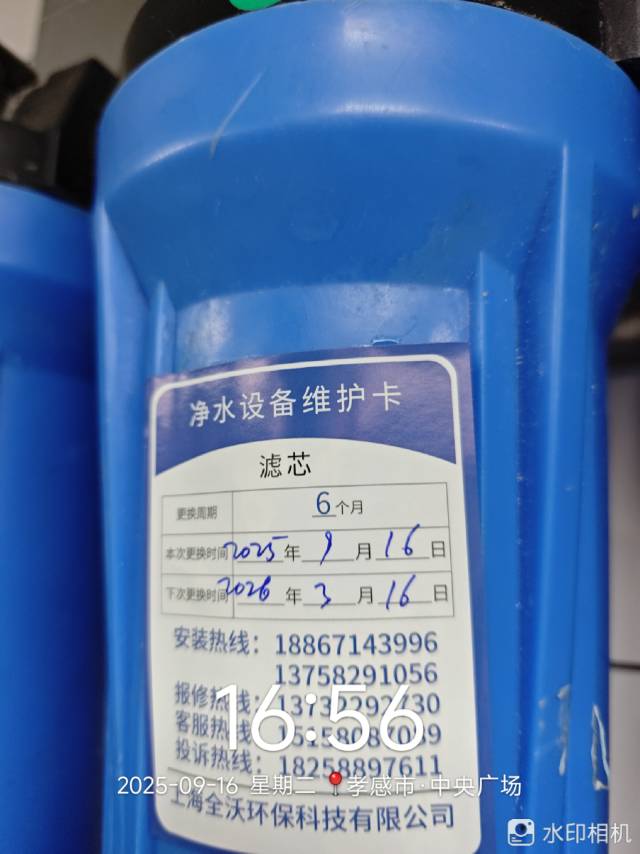 净水设备维护卡
滤芯
更换周期 6个月
本次更换时间 2025年 9月 16日
下次更换时间 2026年 3月 16日
安装热线：18867143996
13758291056
报修热线：
客服热线：
投诉热线：18258897611
16:56
2025-09-16 星期二 孝感市·中央广场
上海全沃环保科技有限公司
水印相机